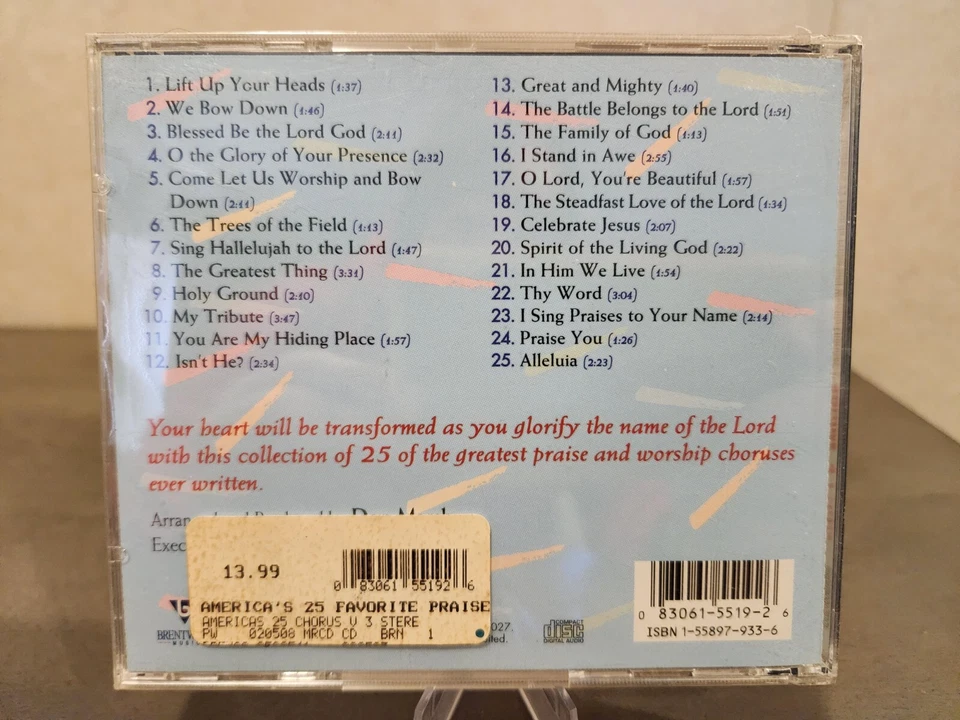 1. Lift Up Your Heads (1:37)
2. We Bow Down (1:46)
3. Blessed Be the Lord God (2:11)
4. O the Glory of Your Presence (2:32)
5. Come Let Us Worship and Bow
Down (2:11)
6. The Trees of the Field (1:13)
7. Sing Hallelujah to the Lord (1:47)
8. The Greatest Thing (3:31)
9. Holy Ground (2:10)
10. My Tribute (3:47)
11. You Are My Hiding Place (1:57)
12. Isn't He? (2:34)
13. Great and Mighty (1:40)
14. The Battle Belongs to the Lord (1:51)
15. The Family of God (1:13)
16. I Stand in Awe (2:55)
17. O Lord, You're Beautiful (1:57)
18. The Steadfast Love of the Lord (1:34)
19. Celebrate Jesus (2:07)
20. Spirit of the Living God (2:22)
21. In Him We Live (1:54)
22. Thy Word (3:04)
23. I Sing Praises to Your Name (2:14)
24. Praise You (1:26)
25. Alleluia (2:23)
Your heart will be transformed as you glorify the name of the Lord
with this collection of 25 of the greatest praise and worship choruses
ever written.
13.99
0 83061 55192 6
AMERICA'S 25 FAVORITE PRAISE
AMERICAS 25 CHORUS V 3 STERE
PW 020508 MRCD CD BRN 1
COMPACT
disc
DIGITAL AUDIO
0 83061-5519-2 6
ISBN 1-55897-933-6